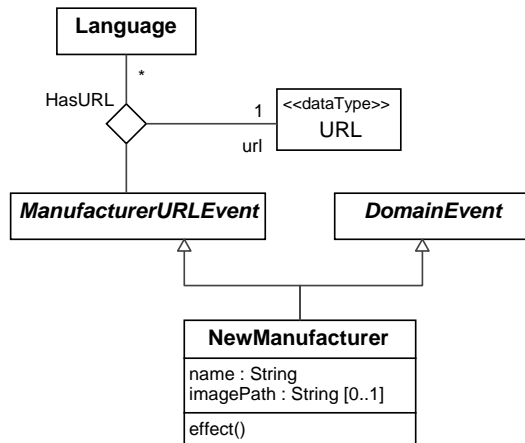 Language
*
HasURL
1
<<dataType>>
URL
url
ManufacturerURLEvent
DomainEvent
NewManufacturer
name : String
imagePath : String [0..1]
effect()